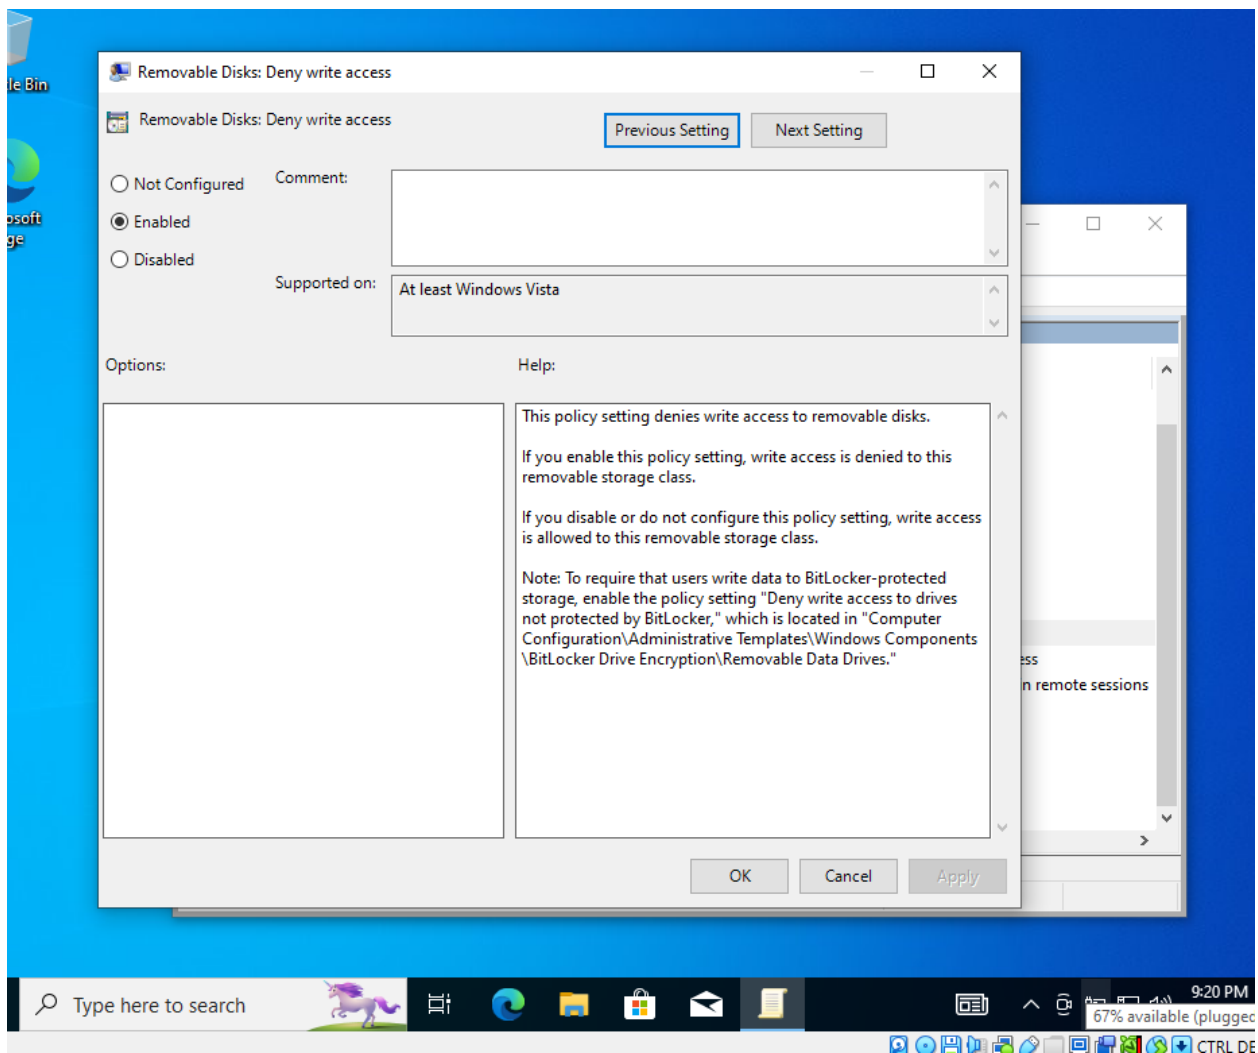 le Bin
osoft
ge
Removable Disks: Deny write access
Removable Disks: Deny write access
Previous Setting
Next Setting
Not Configured
Enabled
Disabled
Comment:
Supported on:
At least Windows Vista
Options:
Help:
This policy setting denies write access to removable disks.
If you enable this policy setting, write access is denied to this
removable storage class.
If you disable or do not configure this policy setting, write access
is allowed to this removable storage class.
Note: To require that users write data to BitLocker-protected
storage, enable the policy setting "Deny write access to drives
not protected by BitLocker," which is located in "Computer
Configuration\Administrative Templates\Windows Components
\BitLocker Drive Encryption\Removable Data Drives."
OK
Cancel
Apply
ess
n remote sessions
Type here to search
9:20 PM
67% available (plugged
CTRL DE